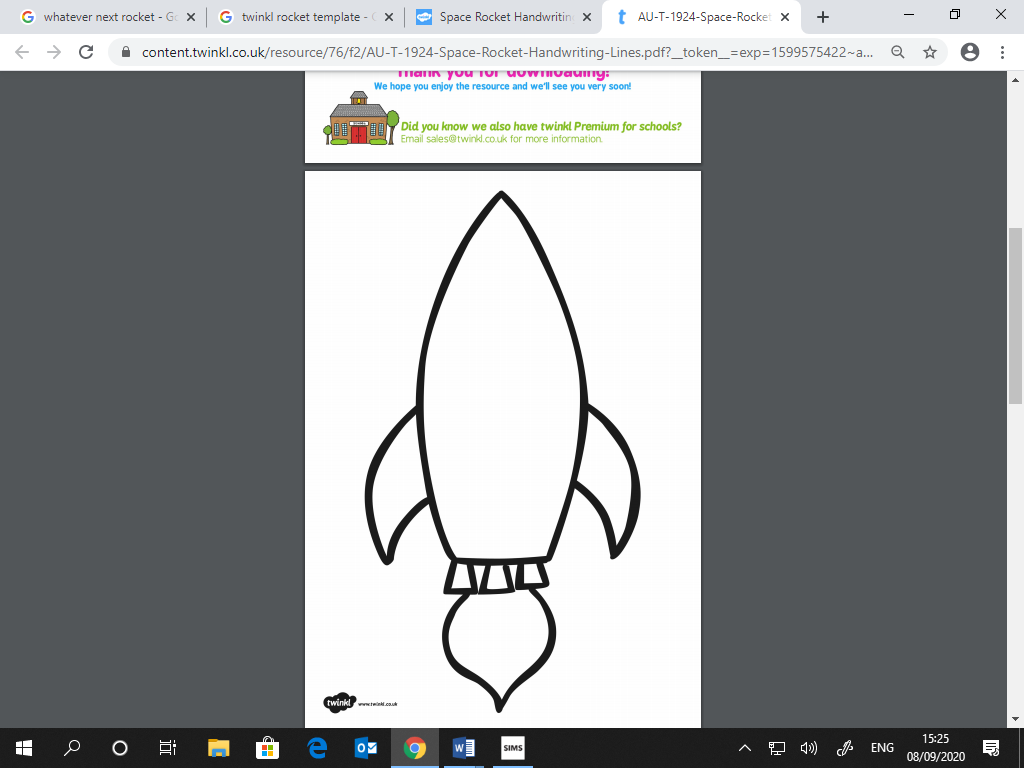 whatever next rocket - Go
twinkl rocket template - G
Space Rocket Handwritin
AU-T-1924-Space-Rocket
content.twinkl.co.uk/resource/76/f2/AU-T-1924-Space-Rocket-Handwriting-Lines.pdf?__token__=exp=1599575422~a...
Thank you for downloading!
We hope you enjoy the resource and we'll see you very soon!
Did you know we also have twinkl Premium for schools?
Email sales@twinkl.co.uk for more information.
twinkl www.twinkl.co.uk
SIMS
ENG
15:25
08/09/2020